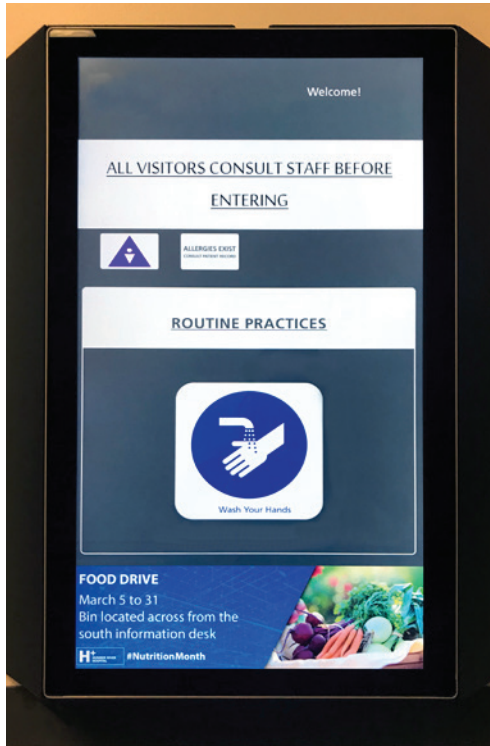 Welcome!
ALL VISITORS CONSULT STAFF BEFORE
ENTERING
ALLERGIES EXIST
CONSULT PATIENT RECORD
ROUTINE PRACTICES
Wash Your Hands
FOOD DRIVE
March 5 to 31
Bin located across from the
south information desk
H+
#NutritionMonth